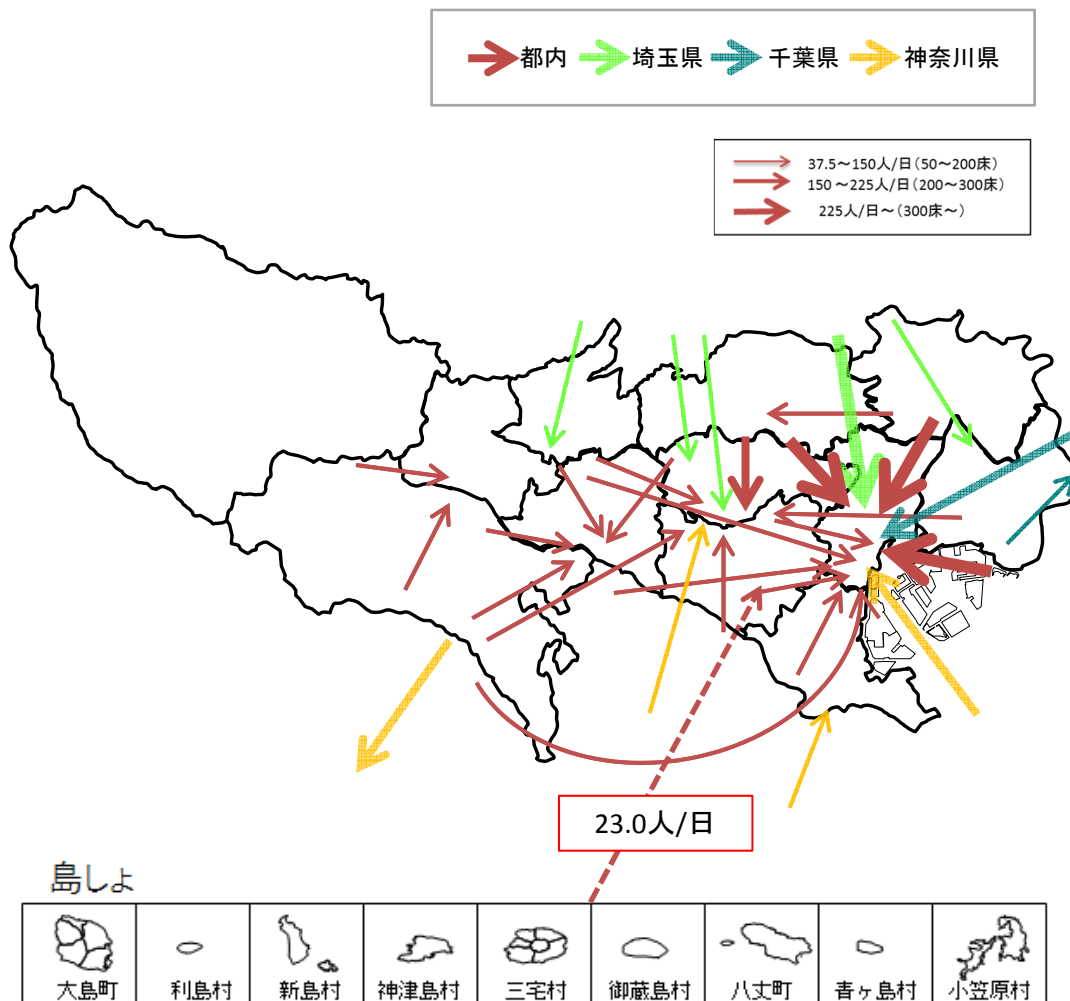 都内 埼玉県 千葉県 神奈川県
37.5～150人/日(50～200床)
150～225人/日(200～300床)
225人/日～(300床～)
23.0人/日
島しょ
大島町 利島村 新島村 神津島村 三宅村 御蔵島村 八丈町 青ヶ島村 小笠原村